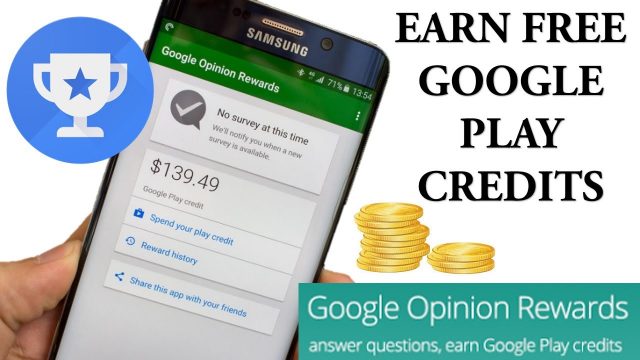 EARN FREE
GOOGLE
PLAY
CREDITS
SAMSUNG
13:54
Google Opinion Rewards
No survey at this time
We'll notify you when a new
survey is available.
$139.49
Google Play credit
Spend your play credit
Reward history
Share this app with your friends
Google Opinion Rewards
answer questions, earn Google Play credits